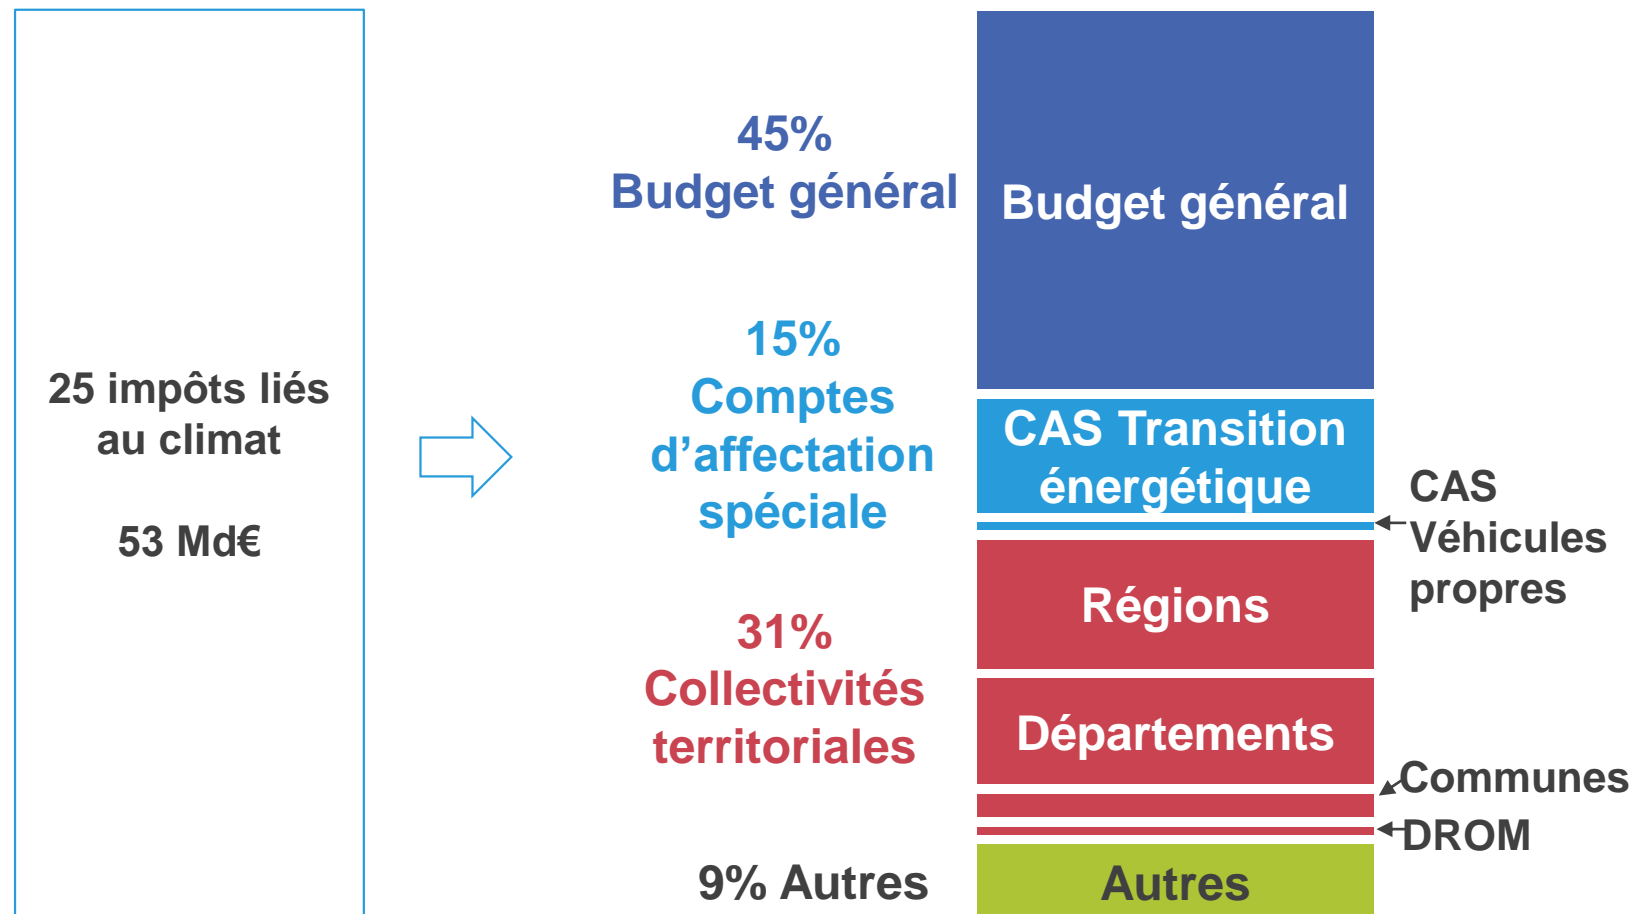 25 impôts liés
au climat
53 Md€
45%
Budget général
15%
Comptes
d’affectation
spéciale
31%
Collectivités
territoriales
9% Autres
Budget général
CAS Transition
énergétique
Régions
Départements
Autres
CAS
Véhicules
propres
Communes
DROM